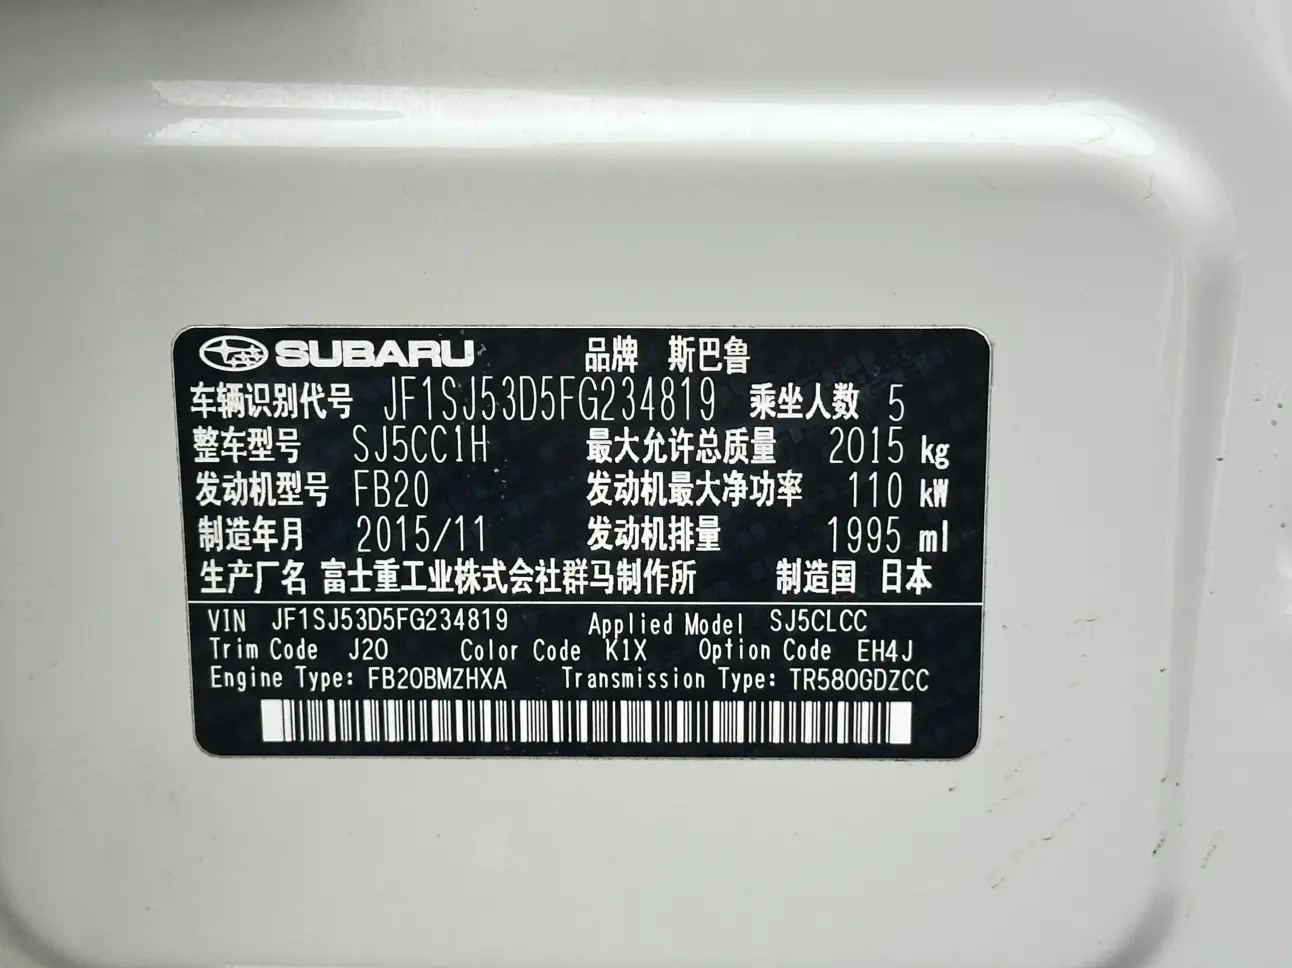 SUBARU 品牌 斯巴鲁
车辆识别代号 JF1SJ53D5FG234819 乘坐人数 5
整车型号 SJ5CC1H 最大允许总质量 2015 kg
发动机型号 FB20 发动机最大净功率 110 kW
制造年月 2015/11 发动机排量 1995 ml
生产厂名 富士重工业株式会社群马制作所 制造国 日本
VIN JF1SJ53D5FG234819 Applied Model SJ5CLCC
Trim Code J20 Color Code K1X Option Code EH4J
Engine Type: FB20BMZHXA Transmission Type: TR580GDZCC